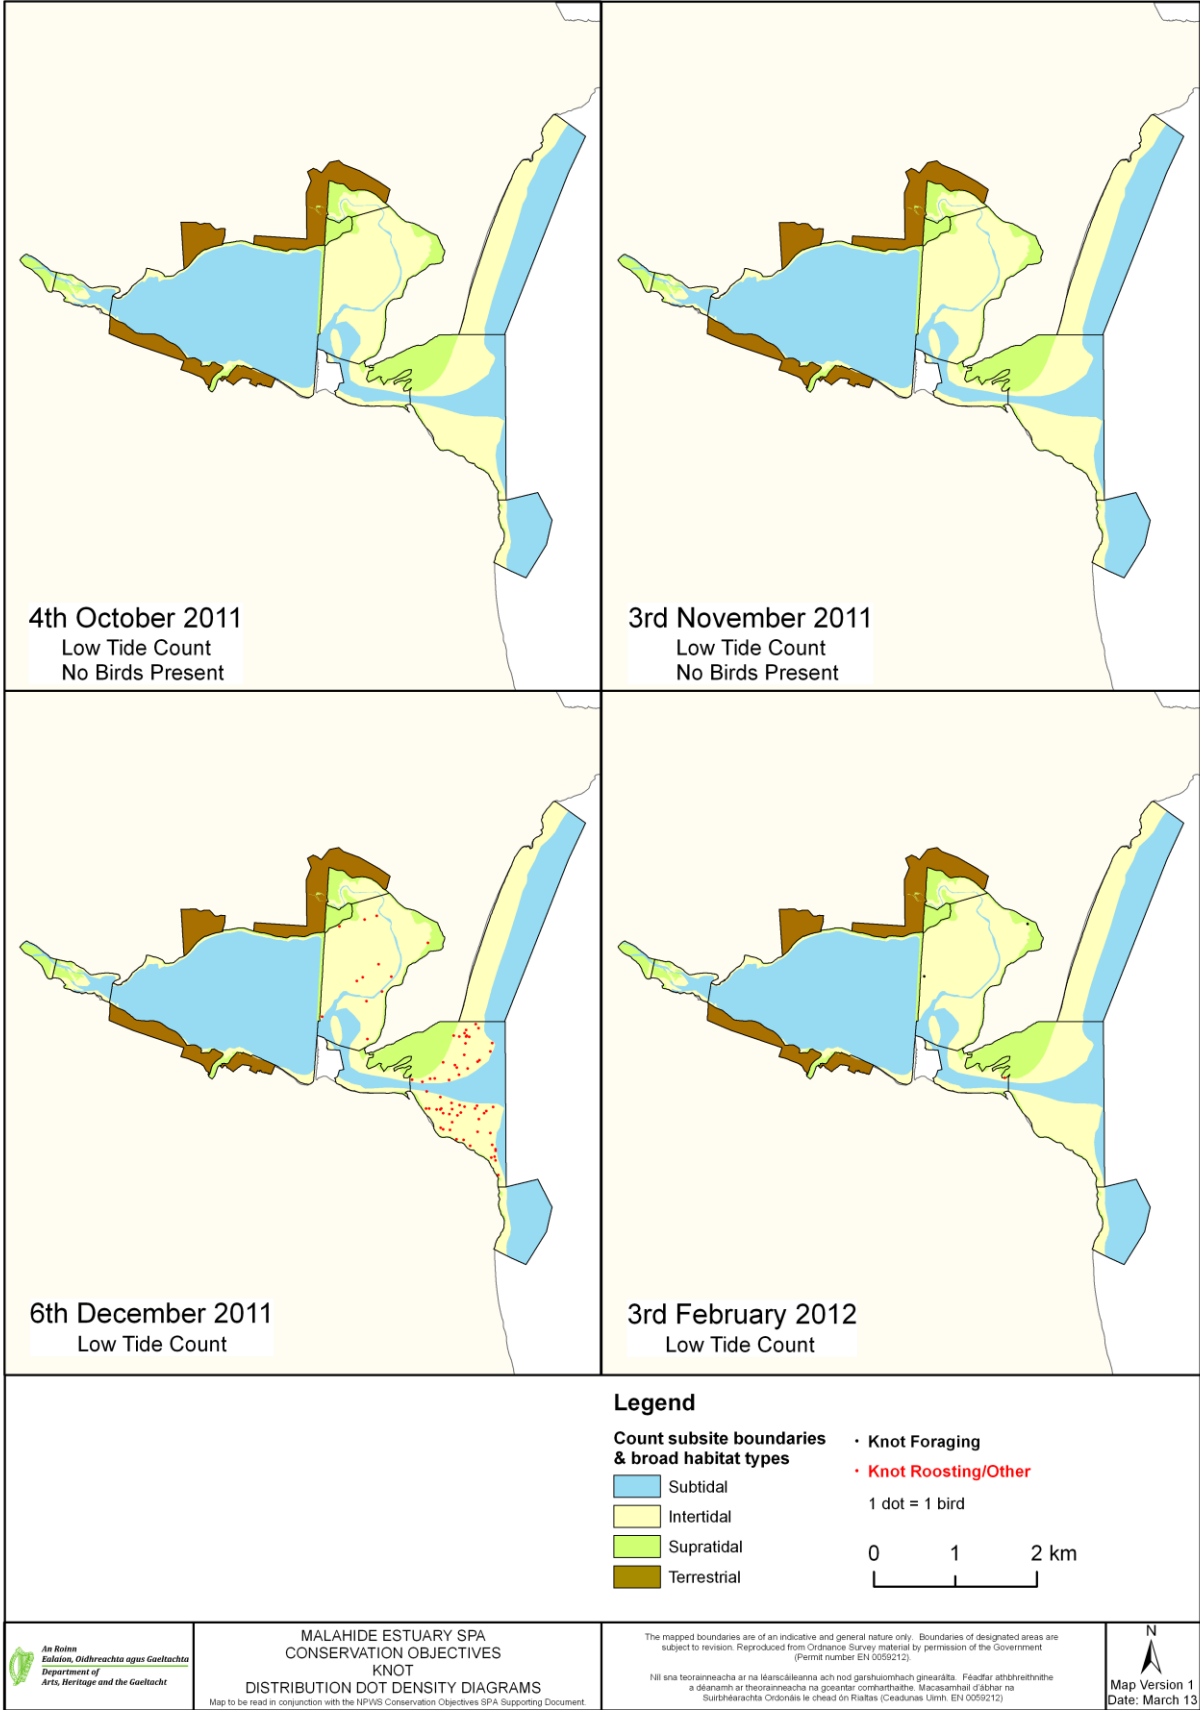 4th October 2011
Low Tide Count
No Birds Present
3rd November 2011
Low Tide Count
No Birds Present
6th December 2011
Low Tide Count
3rd February 2012
Low Tide Count
Legend
Count subsite boundaries
& broad habitat types
Subtidal
Intertidal
Supratidal
Terrestrial
Knot Foraging
Knot Roosting/Other
1 dot = 1 bird
0 1 2 km
An Roinn
Ealaíon, Oidhreachta agus Gaeltachta
Department of
Arts, Heritage and the Gaeltacht
MALAHIDE ESTUARY SPA
CONSERVATION OBJECTIVES
KNOT
DISTRIBUTION DOT DENSITY DIAGRAMS
Map to be read in conjunction with the NPWS Conservation Objectives SPA Supporting Document.
The mapped boundaries are of an indicative and general nature only. Boundaries of designated areas are
subject to revision. Reproduced from Ordnance Survey material by permission of the Government
(Permit number EN 0059212).
Níl sna teorainneacha ar na léarscáileanna ach nod garshuiomhach ginearálta. Féadfar athbhreithnithe
a déanamh ar theorainneacha na gceantar comharthaithe. Macasamhail d'ábhar na
Suirbhéarachta Ordonáis le chead ón Rialtas (Ceadunas Uimh. EN 0059212)
N
Map Version 1
Date: March 13